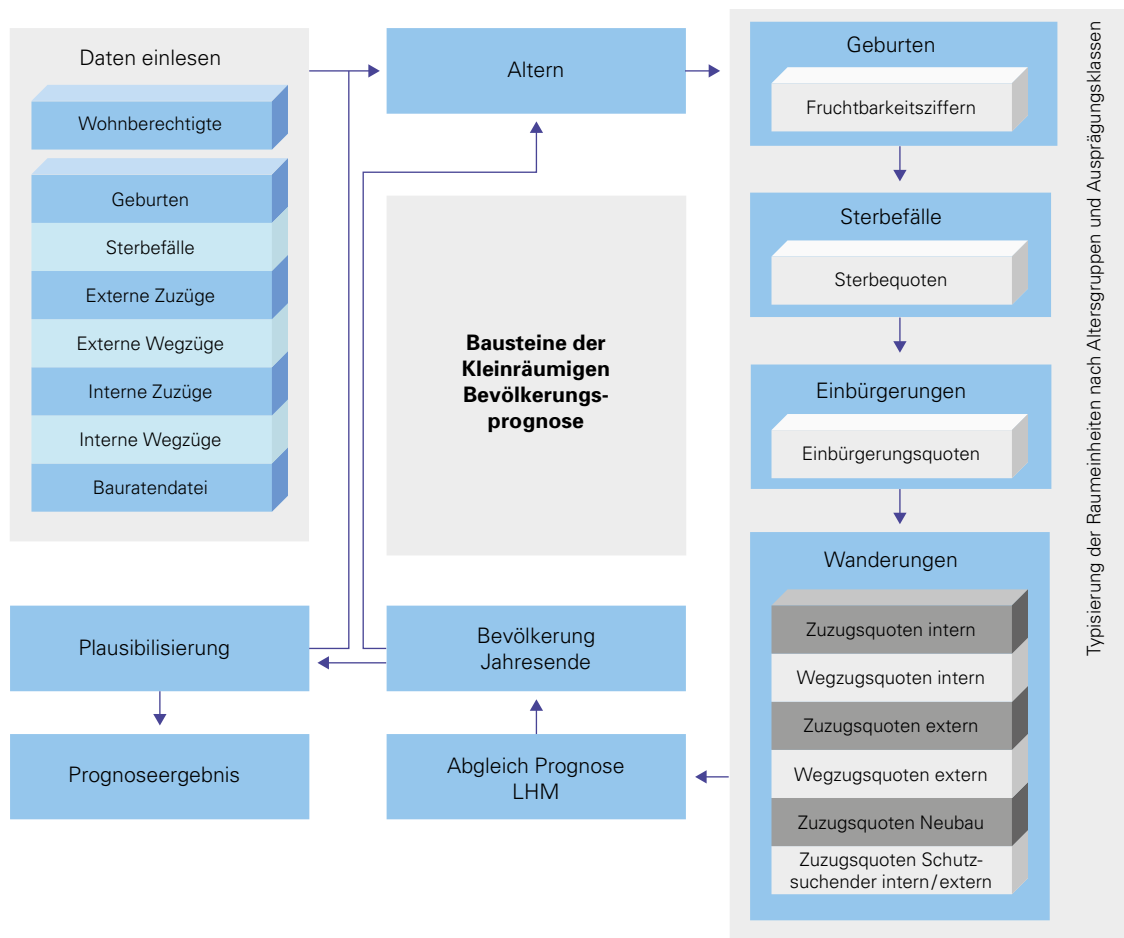 Daten einlesen
Wohnberechtigte
Geburten
Sterbefälle
Externe Zuzüge
Externe Wegzüge
Interne Zuzüge
Interne Wegzüge
Bauratendatei
Altern
Bausteine der
Kleinräumigen
Bevölkerungs-
prognose
Geburten
Fruchtbarkeitsziffern
Sterbefälle
Sterbequoten
Einbürgerungen
Einbürgerungsquoten
Wanderungen
Zuzugsquoten intern
Wegzugsquoten intern
Zuzugsquoten extern
Wegzugsquoten extern
Zuzugsquoten Neubau
Zuzugsquoten Schutz-
suchender intern/extern
Typisierung der Raumeinheiten nach Altersgruppen und Ausprägungsklassen
Abgleich Prognose
LHM
Bevölkerung
Jahresende
Plausibilisierung
Prognoseergebnis